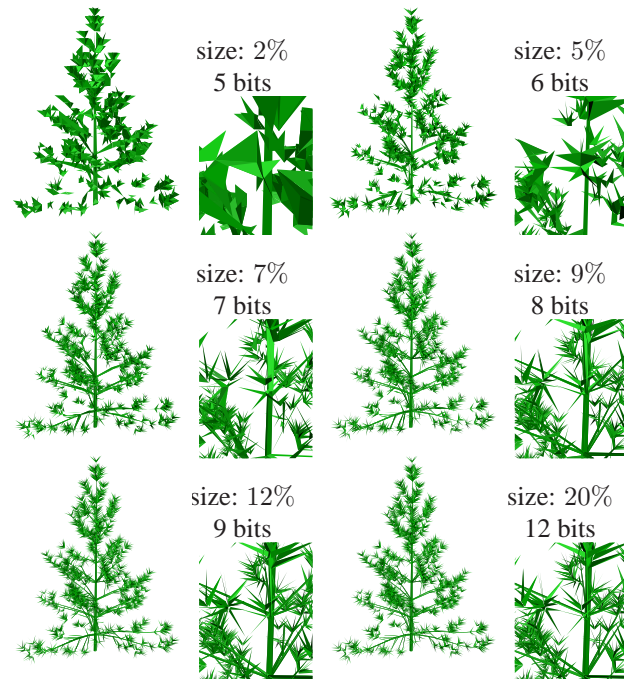 size: 2%
5 bits
size: 5%
6 bits
size: 7%
7 bits
size: 9%
8 bits
size: 12%
9 bits
size: 20%
12 bits